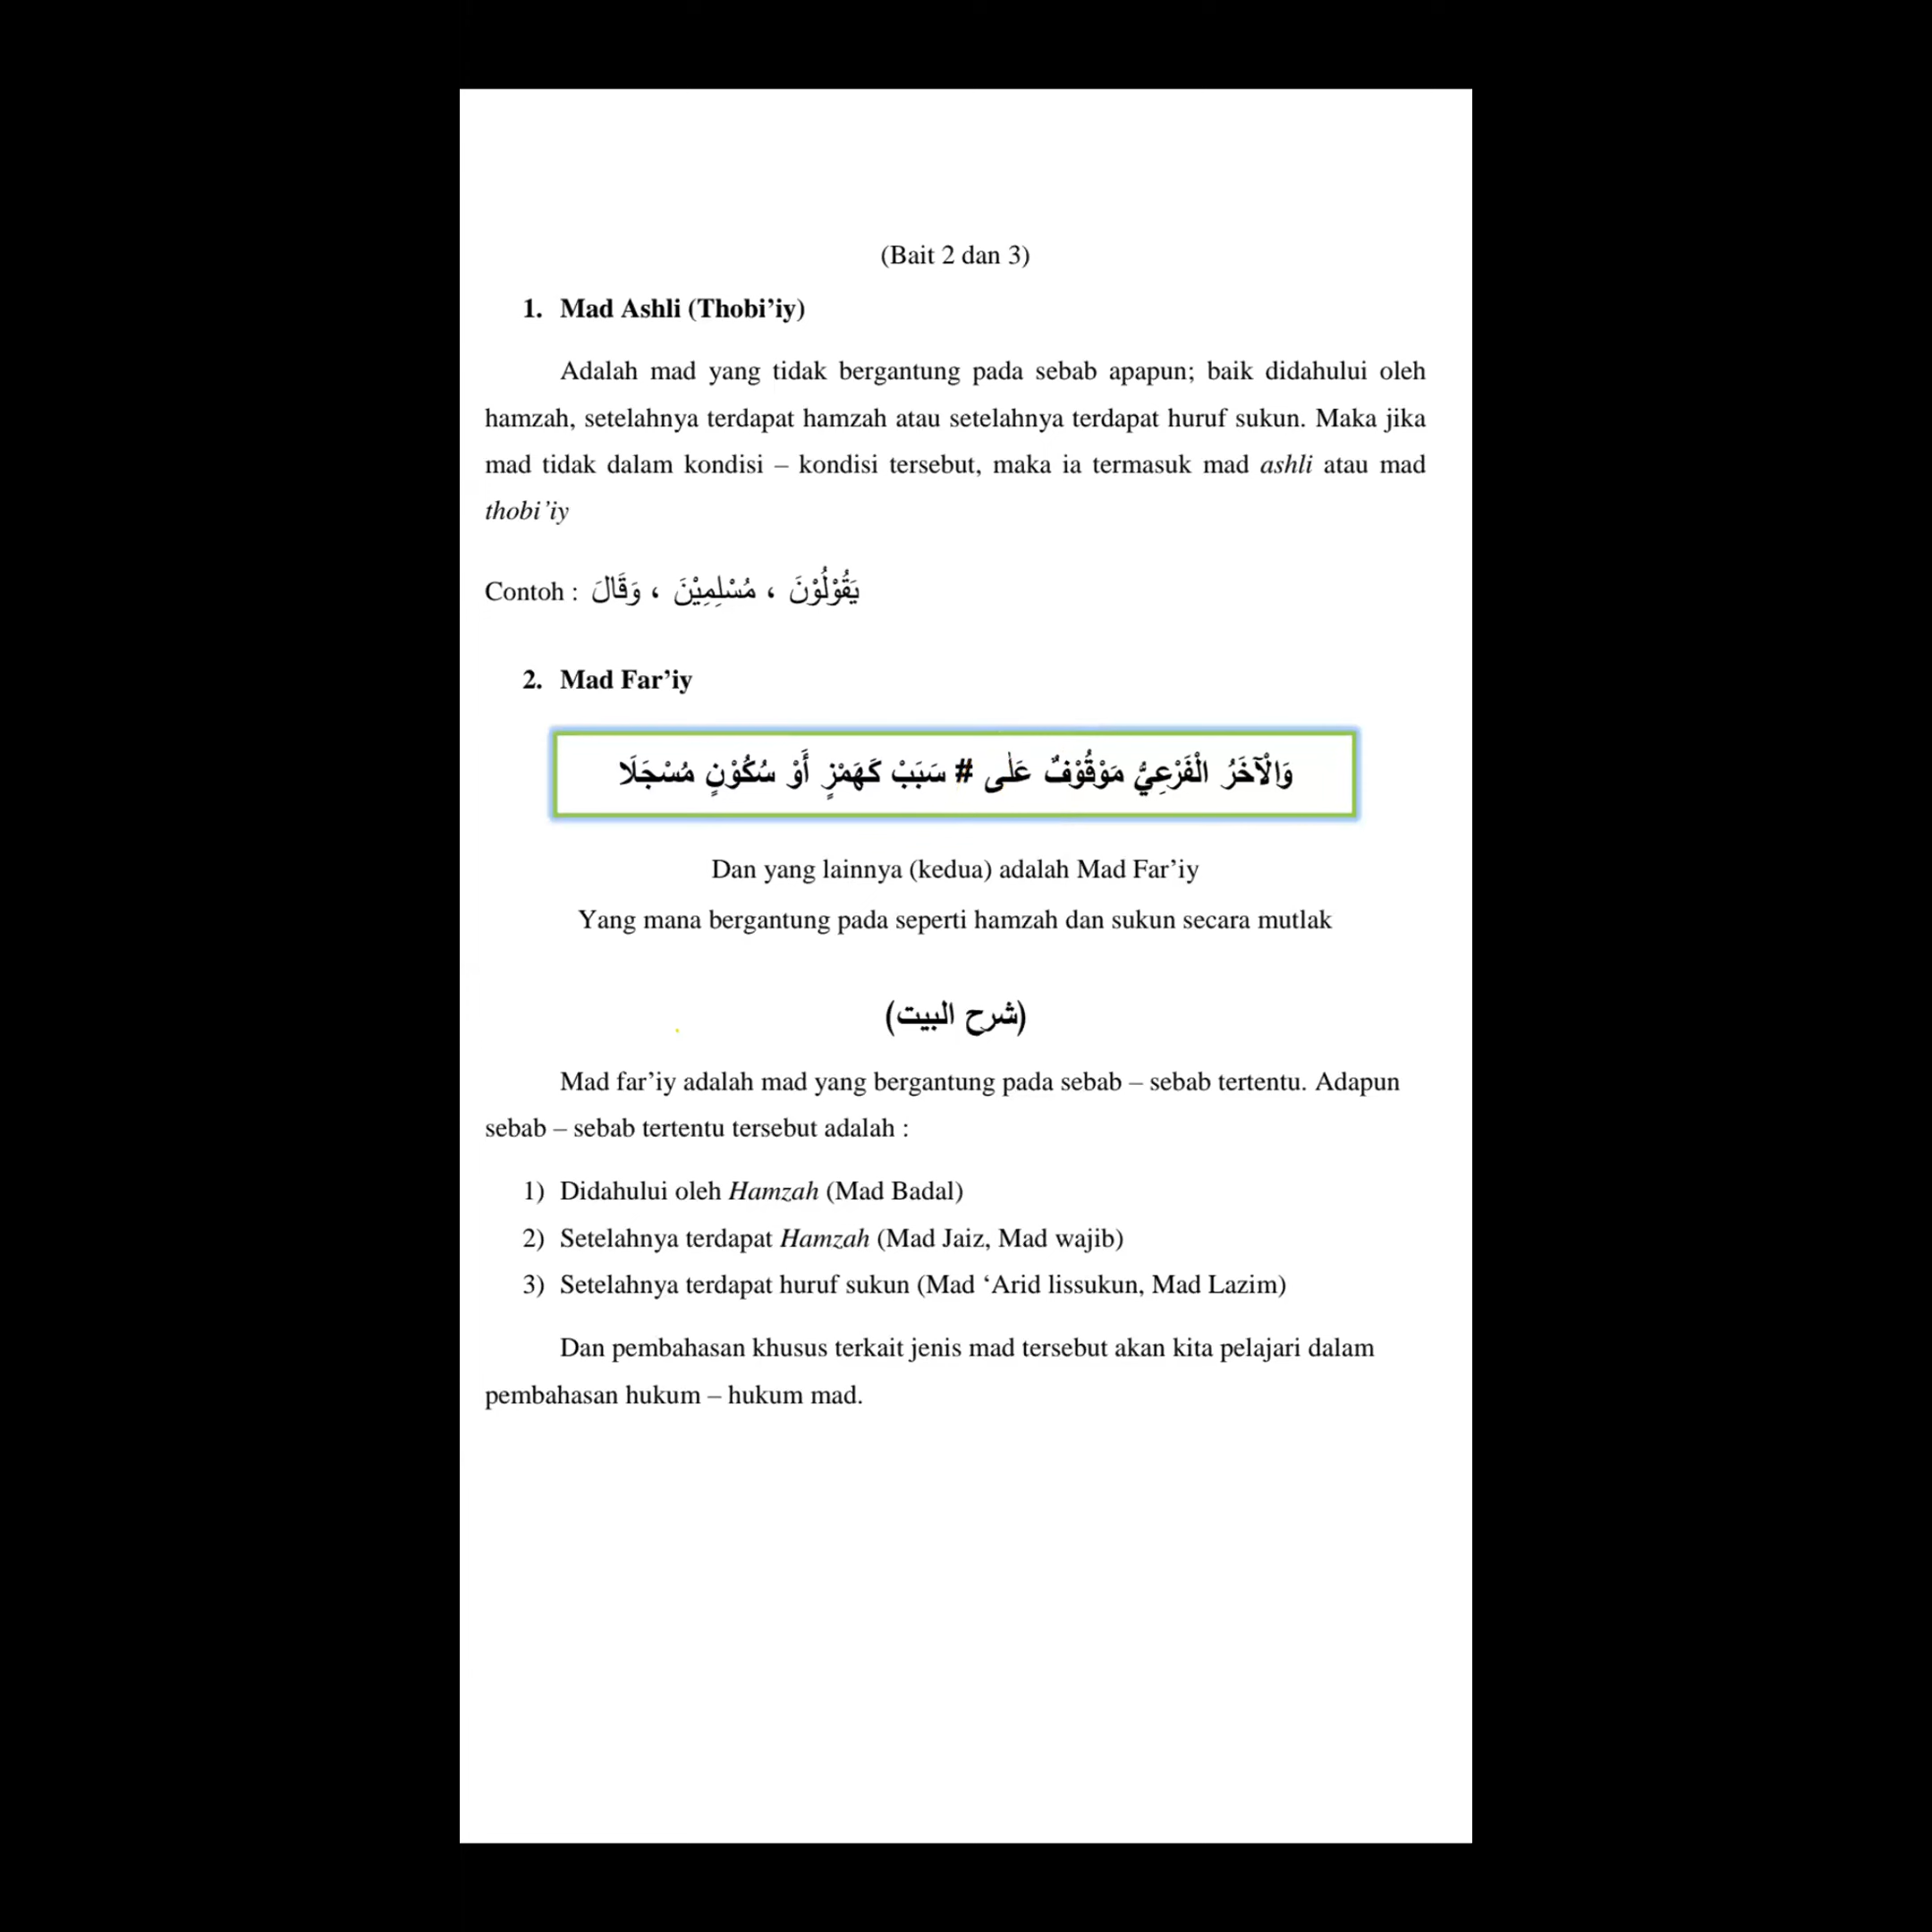 (Bait 2 dan 3)
1. Mad Ashli (Thobi’iy)
Adalah mad yang tidak bergantung pada sebab apapun; baik didahului oleh
hamzah, setelahnya terdapat hamzah atau setelahnya terdapat huruf sukun. Maka jika
mad tidak dalam kondisi – kondisi tersebut, maka ia termasuk mad ashli atau mad
thobi’iy
Contoh : يَقُوْلُوْنَ ، مُسْلِمِيْنَ ، وَقَالَ
2. Mad Far’iy
وَالْآخَرُ الْفَرْعِيُّ مَوْقُوْفٌ عَلٰى # سَبَبْ كَهَمْزٍ أَوْ سُكُوْنٍ مُسْجَلَا
Dan yang lainnya (kedua) adalah Mad Far’iy
Yang mana bergantung pada seperti hamzah dan sukun secara mutlak
(شرح البيت)
Mad far’iy adalah mad yang bergantung pada sebab – sebab tertentu. Adapun
sebab – sebab tertentu tersebut adalah :
1) Didahului oleh Hamzah (Mad Badal)
2) Setelahnya terdapat Hamzah (Mad Jaiz, Mad wajib)
3) Setelahnya terdapat huruf sukun (Mad ‘Arid lissukun, Mad Lazim)
Dan pembahasan khusus terkait jenis mad tersebut akan kita pelajari dalam
pembahasan hukum – hukum mad.